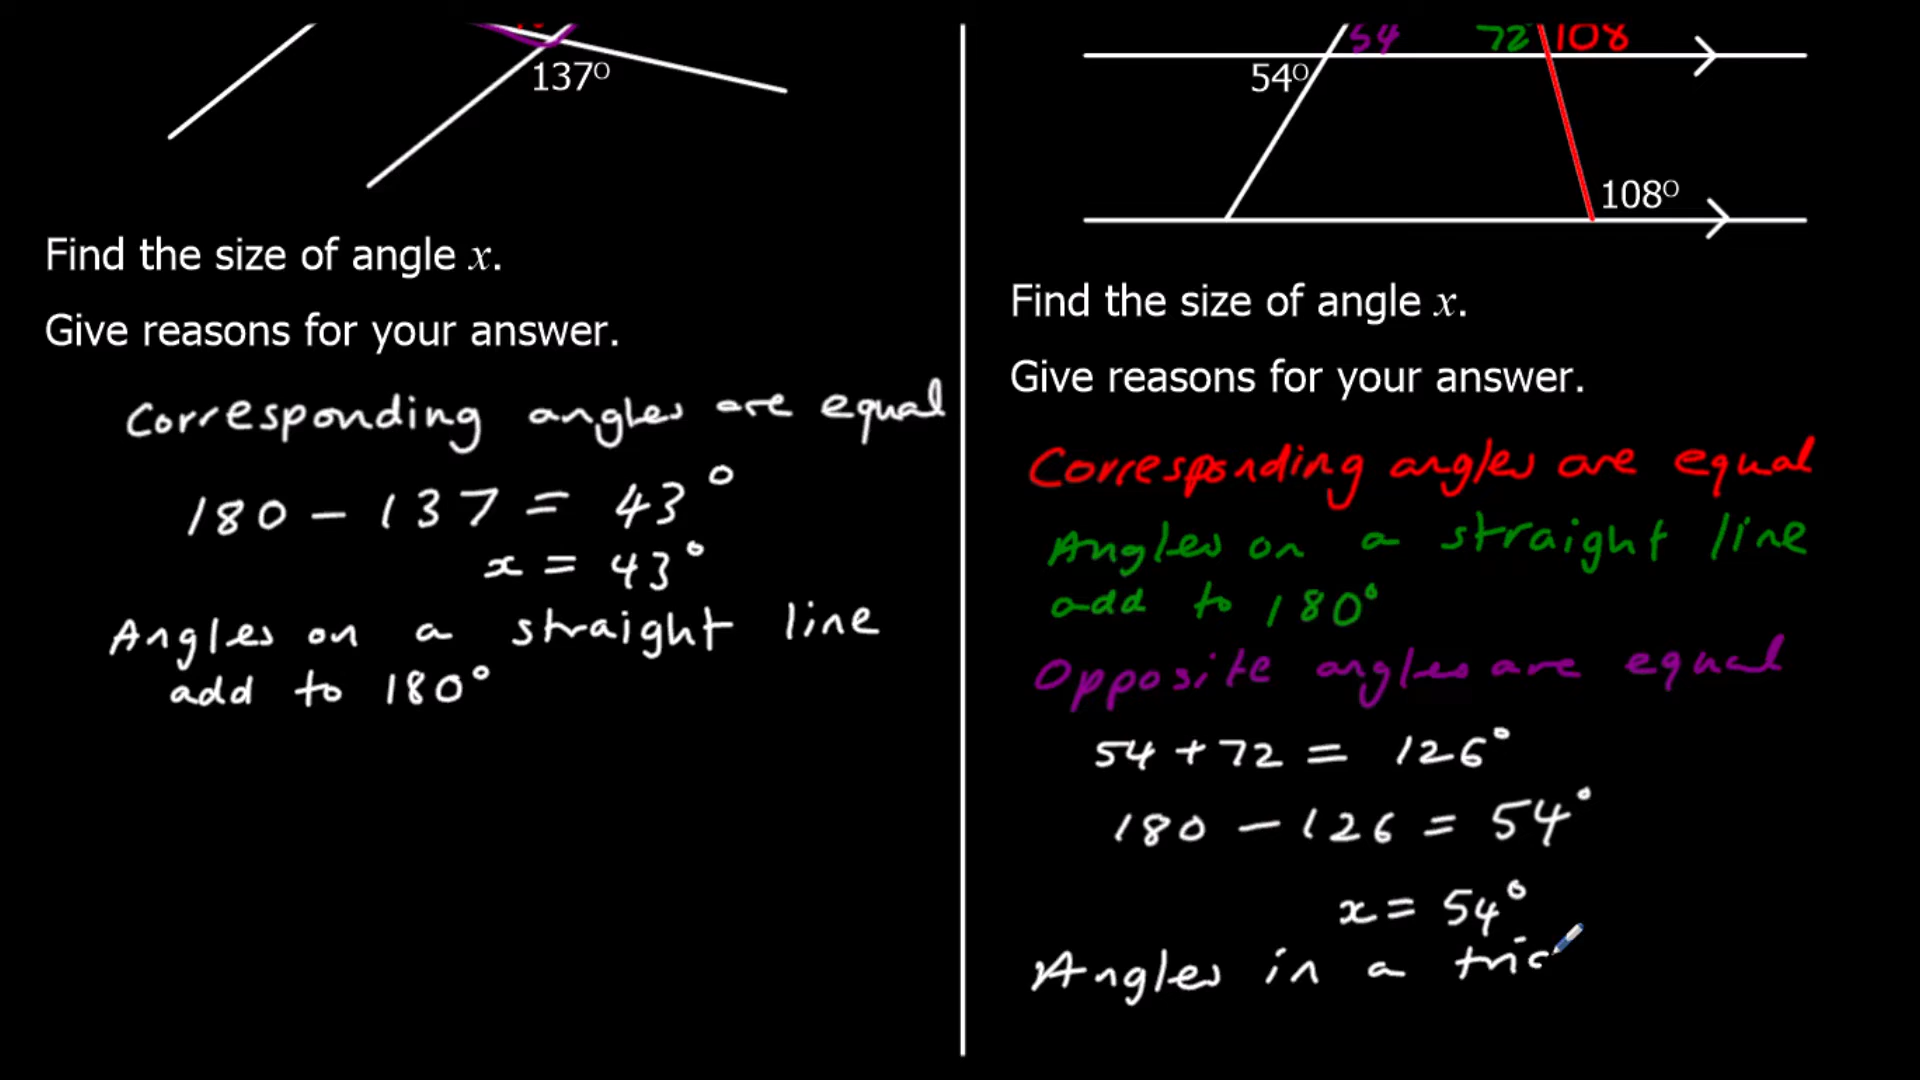 137°
Find the size of angle x.
Give reasons for your answer.
Corresponding angles are equal
180 - 137 = 43°
x = 43°
Angles on a straight line
add to 180°
54 72 108
54°
108°
Find the size of angle x.
Give reasons for your answer.
Corresponding angles are equal
Angles on a straight line
add to 180°
Opposite angles are equal
54 + 72 = 126°
180 - 126 = 54°
x = 54°
Angles in a tria